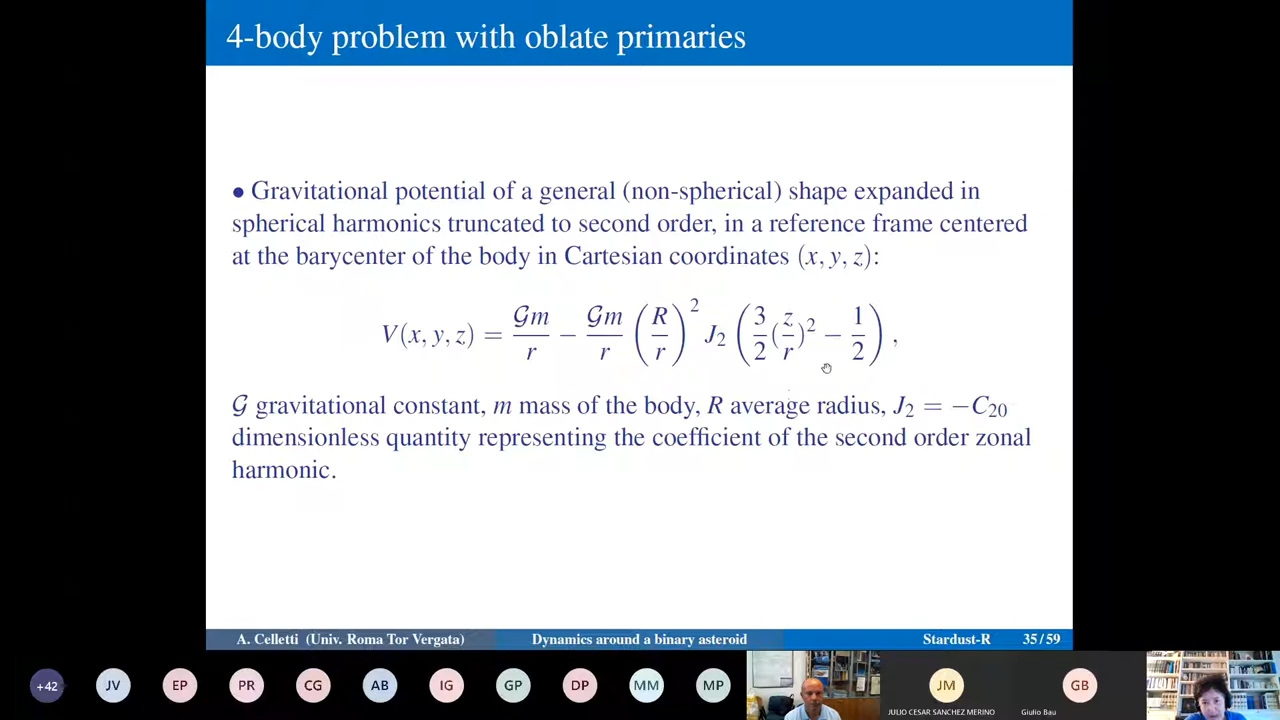 4-body problem with oblate primaries
• Gravitational potential of a general (non-spherical) shape expanded in
spherical harmonics truncated to second order, in a reference frame centered
at the barycenter of the body in Cartesian coordinates (x, y, z):
V(x, y, z) = 𝒢m/r − 𝒢m/r (R/r)² J₂ (3/2 (z/r)² − 1/2) ,
𝒢 gravitational constant, m mass of the body, R average radius, J₂ = −C₂₀
dimensionless quantity representing the coefficient of the second order zonal
harmonic.
A. Celletti (Univ. Roma Tor Vergata) Dynamics around a binary asteroid Stardust-R 35 / 59
+42 JV EP PR CG AB IG GP DP MM MP JM GB
JULIO CESAR SANCHEZ MERINO Giulio Bau